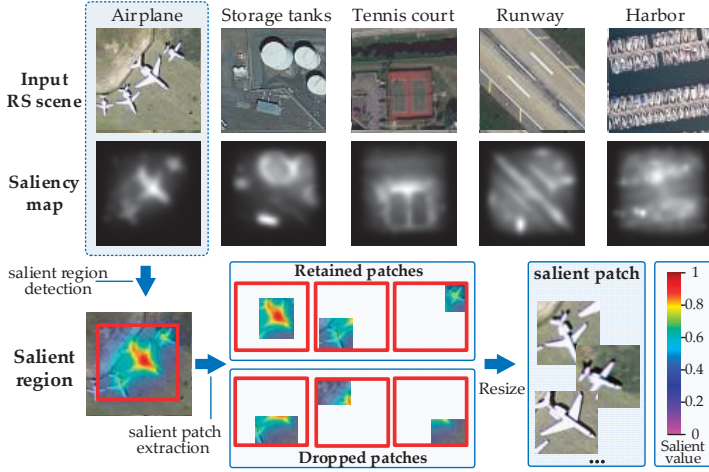 Airplane
Storage tanks
Tennis court
Runway
Harbor
Input
RS scene
Saliency
map
salient region
detection
Retained patches
salient patch
1
0.8
0.6
0.4
0.2
0
Salient
value
Salient
region
Resize
salient patch
extraction
Dropped patches
...